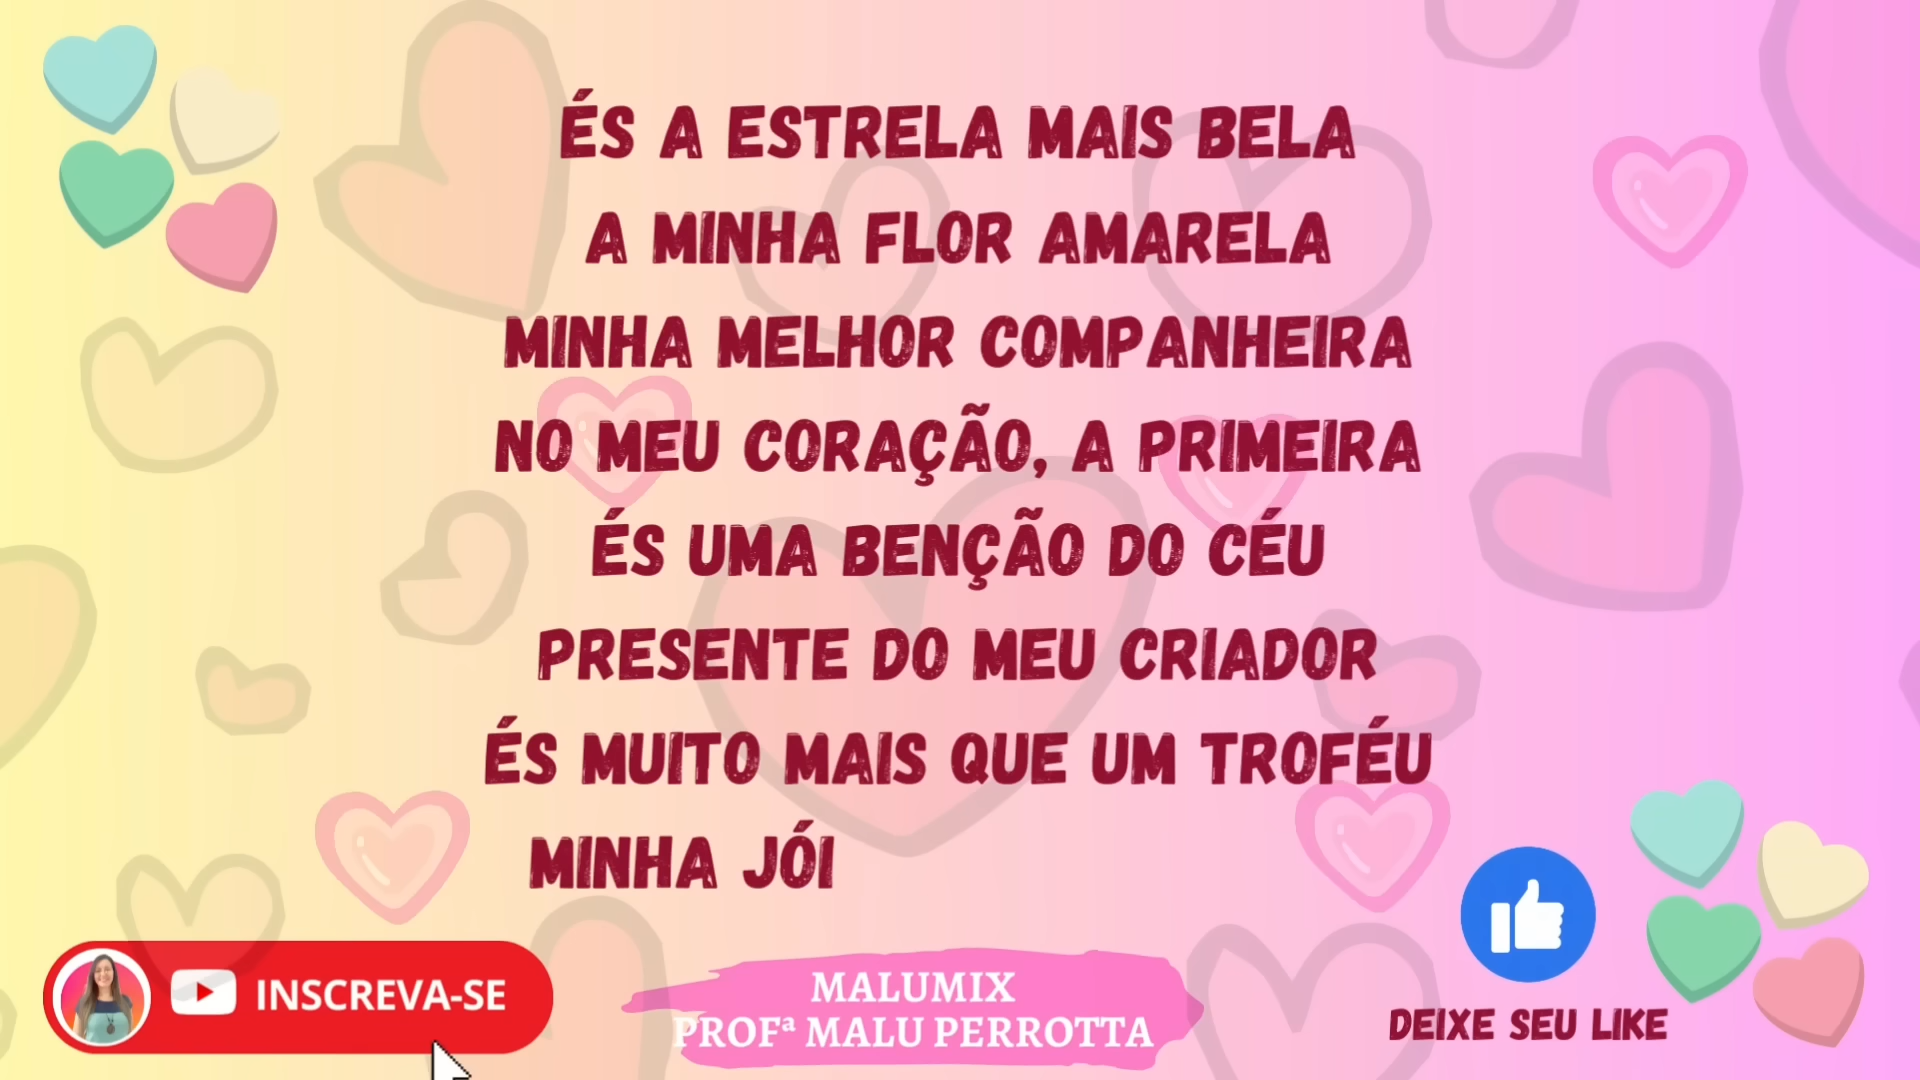 ÉS A ESTRELA MAIS BELA
A MINHA FLOR AMARELA
MINHA MELHOR COMPANHEIRA
NO MEU CORAÇÃO, A PRIMEIRA
ÉS UMA BENÇÃO DO CÉU
PRESENTE DO MEU CRIADOR
ÉS MUITO MAIS QUE UM TROFÉU
MINHA JÓI
INSCREVA-SE
MALUMIX
PROFª MALU PERROTTA
DEIXE SEU LIKE